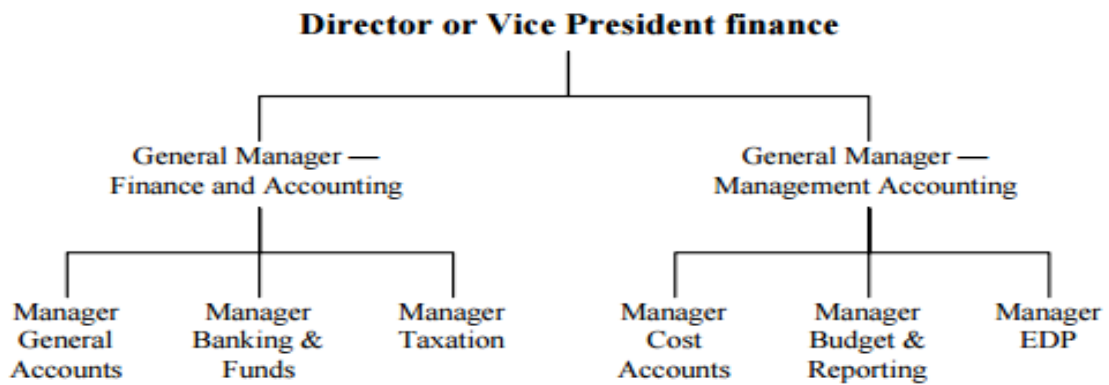 Director or Vice President finance
General Manager —
Finance and Accounting
General Manager —
Management Accounting
Manager
General
Accounts
Manager
Banking &
Funds
Manager
Taxation
Manager
Cost
Accounts
Manager
Budget &
Reporting
Manager
EDP